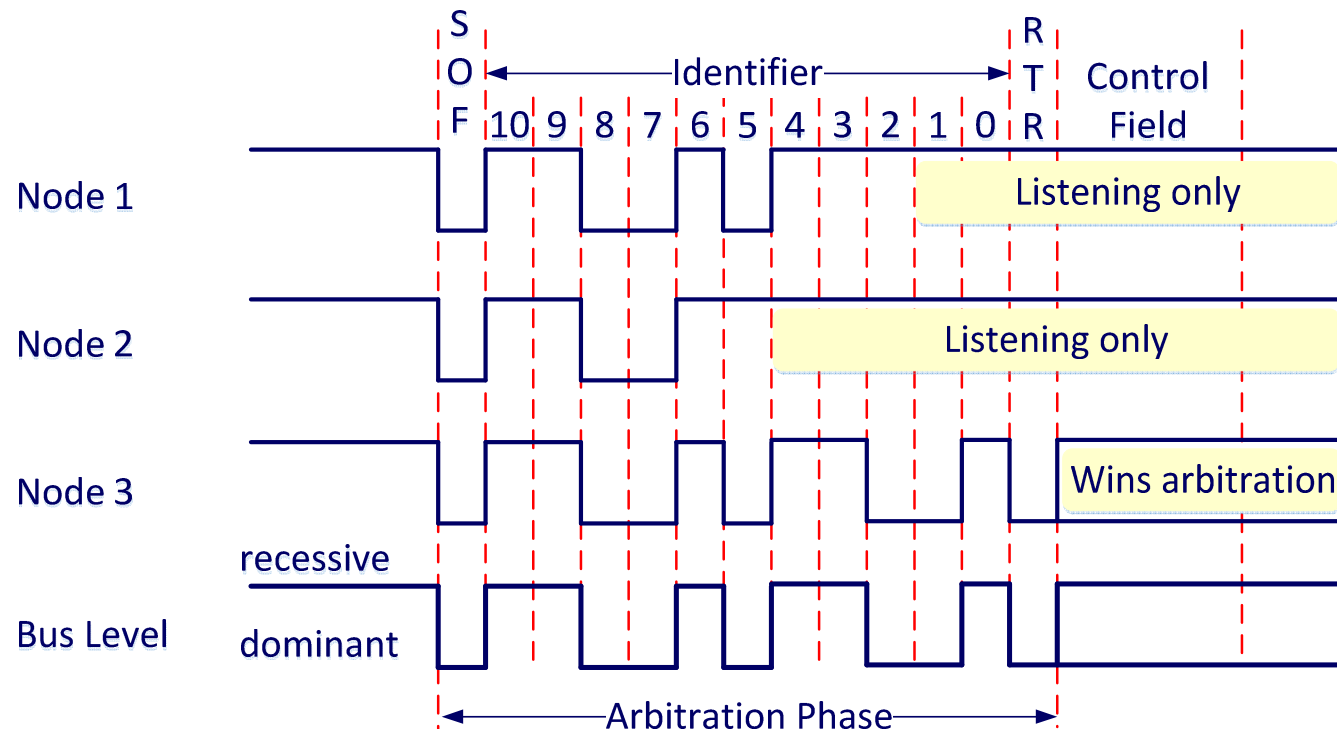 S
O
F
Identifier
R
T
R
Control
Field
10 9 8 7 6 5 4 3 2 1 0
Node 1
Listening only
Node 2
Listening only
Node 3
Wins arbitration
recessive
Bus Level
dominant
Arbitration Phase